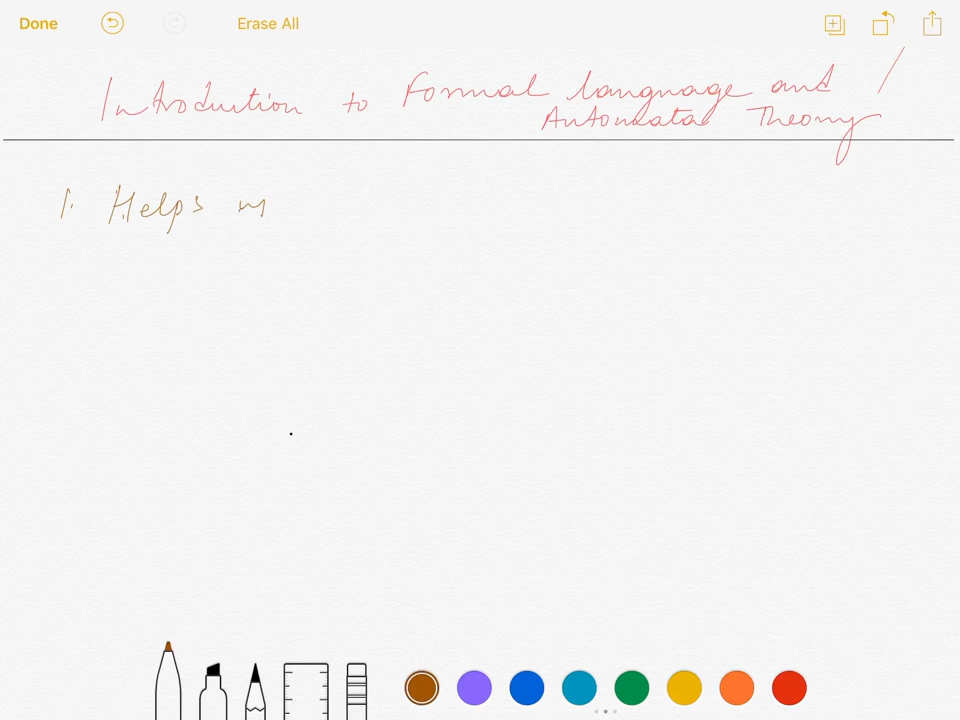 Done Erase All
Introduction to Formal language and /
Automata Theory
1. Helps